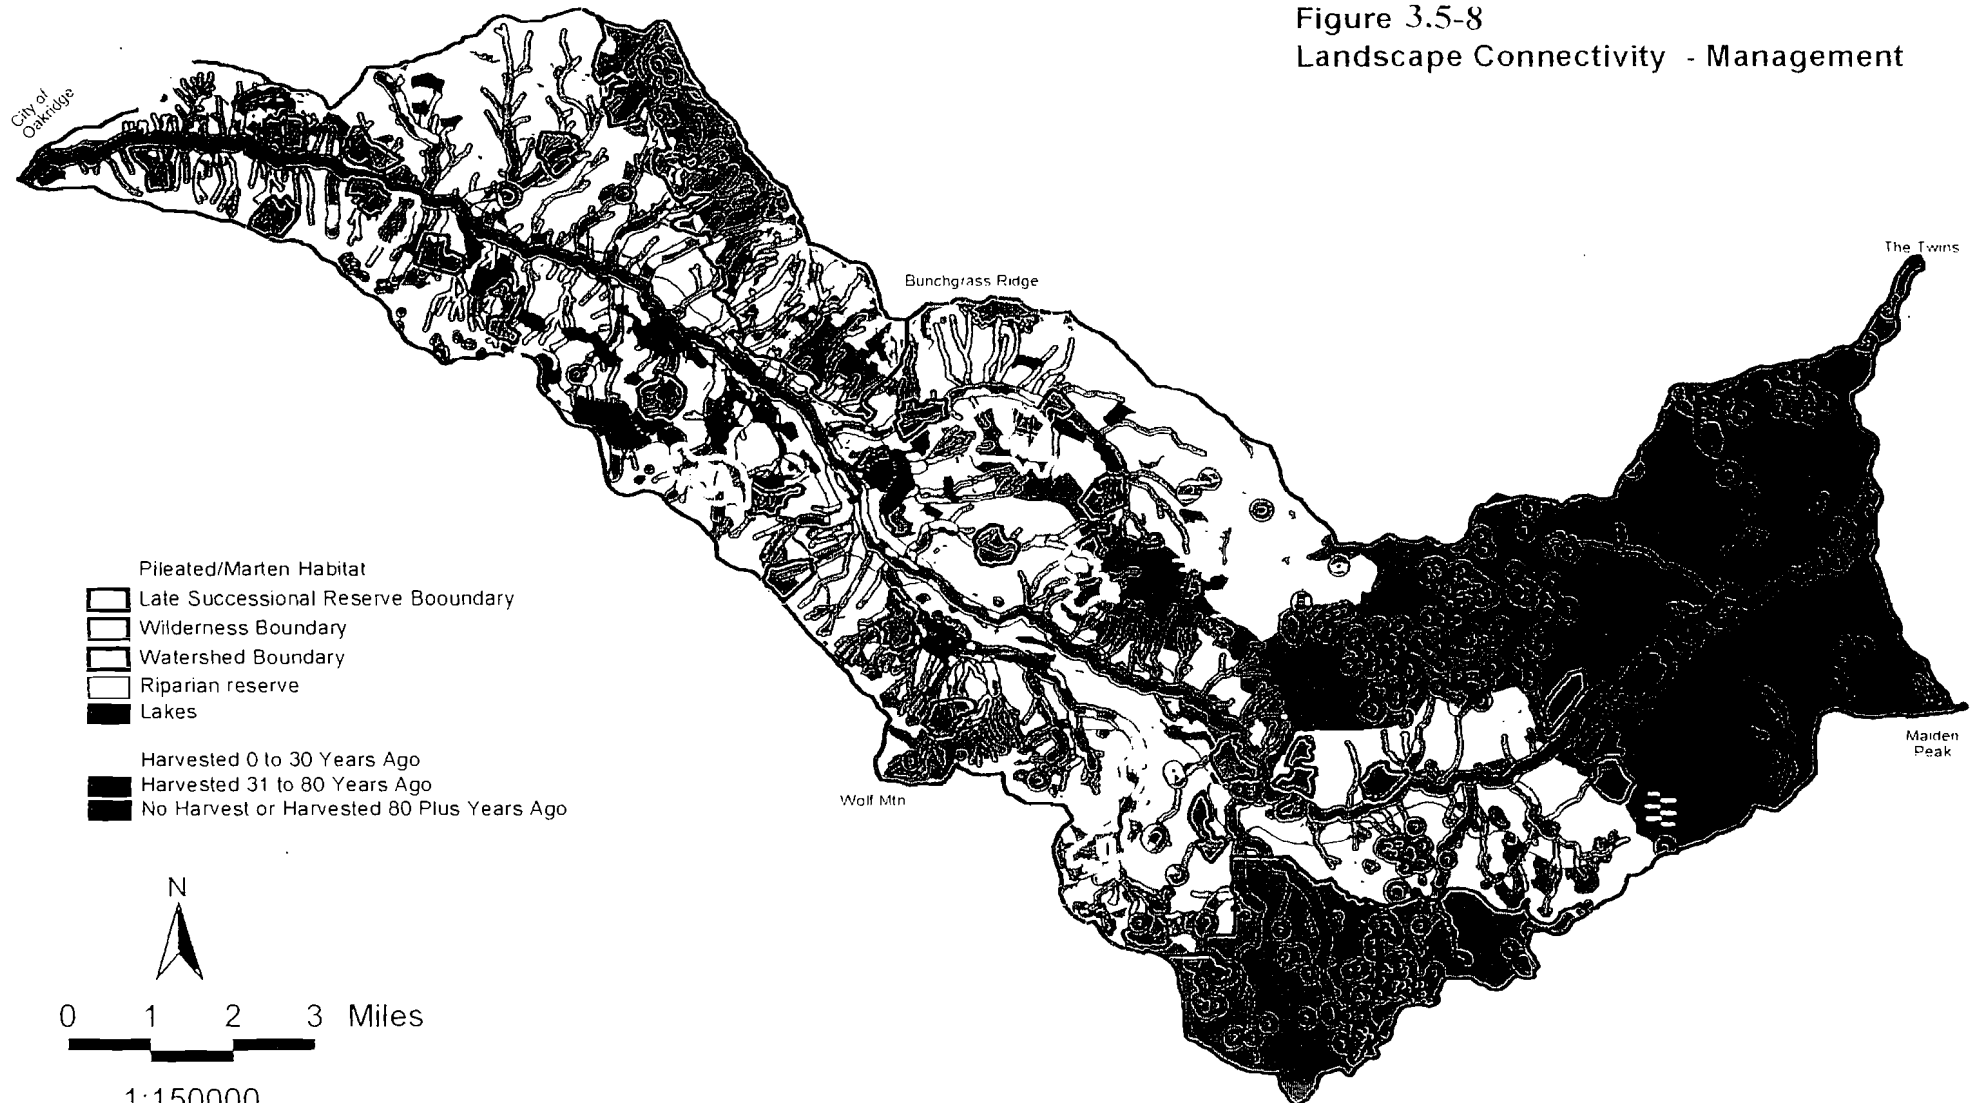 Figure 3.5-8
Landscape Connectivity - Management
City of
Oakridge
The Twins
Bunchgrass Ridge
Pileated/Marten Habitat
Late Successional Reserve Booundary
Wilderness Boundary
Watershed Boundary
Riparian reserve
Lakes
Maiden
Peak
Harvested 0 to 30 Years Ago
Harvested 31 to 80 Years Ago
No Harvest or Harvested 80 Plus Years Ago
Wolf Mtn
N
0 1 2 3 Miles
1:150000